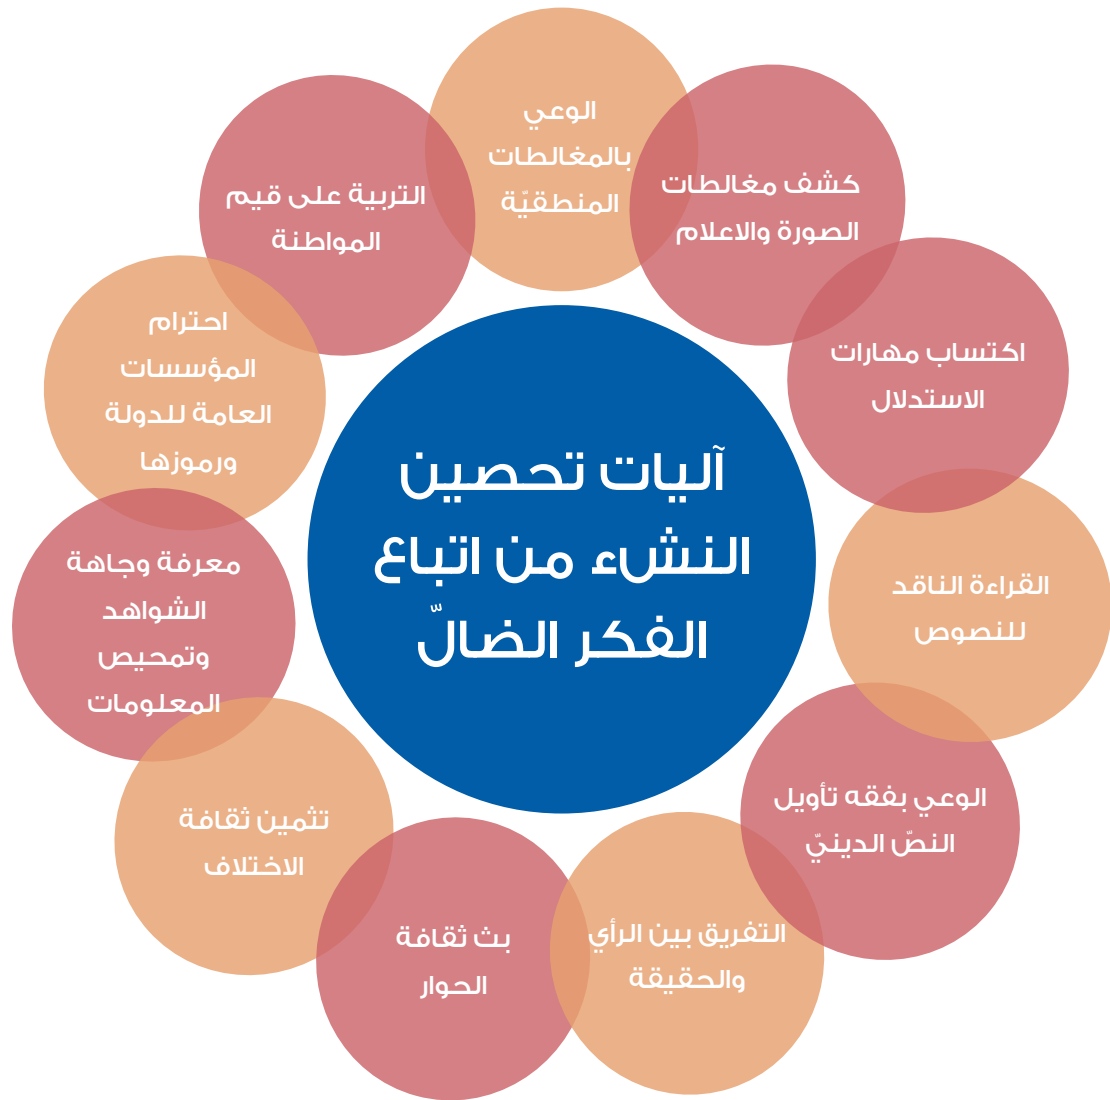 آليات تحصين
النشء من اتباع
الفكر الضالّ
الوعي
بالمغالطات
المنطقيّة
كشف مغالطات
الصورة والاعلام
اكتساب مهارات
الاستدلال
القراءة الناقد
للنصوص
الوعي بفقه تأويل
النصّ الدينيّ
التفريق بين الرأي
والحقيقة
بث ثقافة
الحوار
تثمين ثقافة
الاختلاف
معرفة وجاهة
الشواهد
وتمحيص
المعلومات
احترام
المؤسسات
العامة للدولة
ورموزها
التربية على قيم
المواطنة